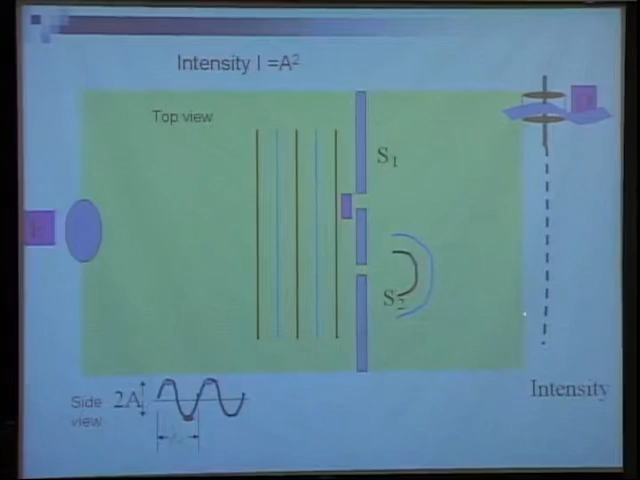 Intensity I =A²
Top view
S₁
S₂
Intensity
Side
view
2A